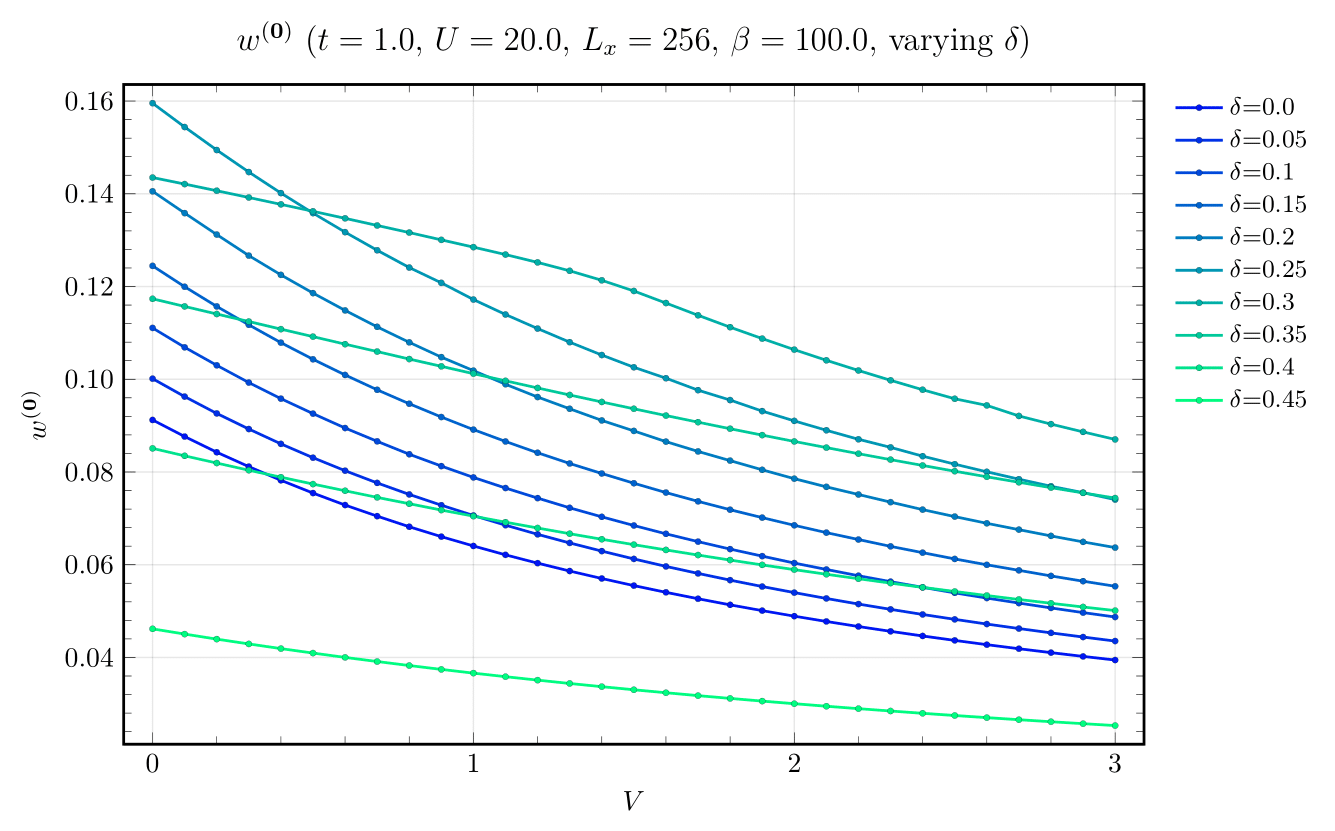 w^(0) (t = 1.0, U = 20.0, L_x = 256, β = 100.0, varying δ)
w^(0)
0.16
0.14
0.12
0.10
0.08
0.06
0.04
0
1
2
3
V
δ=0.0
δ=0.05
δ=0.1
δ=0.15
δ=0.2
δ=0.25
δ=0.3
δ=0.35
δ=0.4
δ=0.45